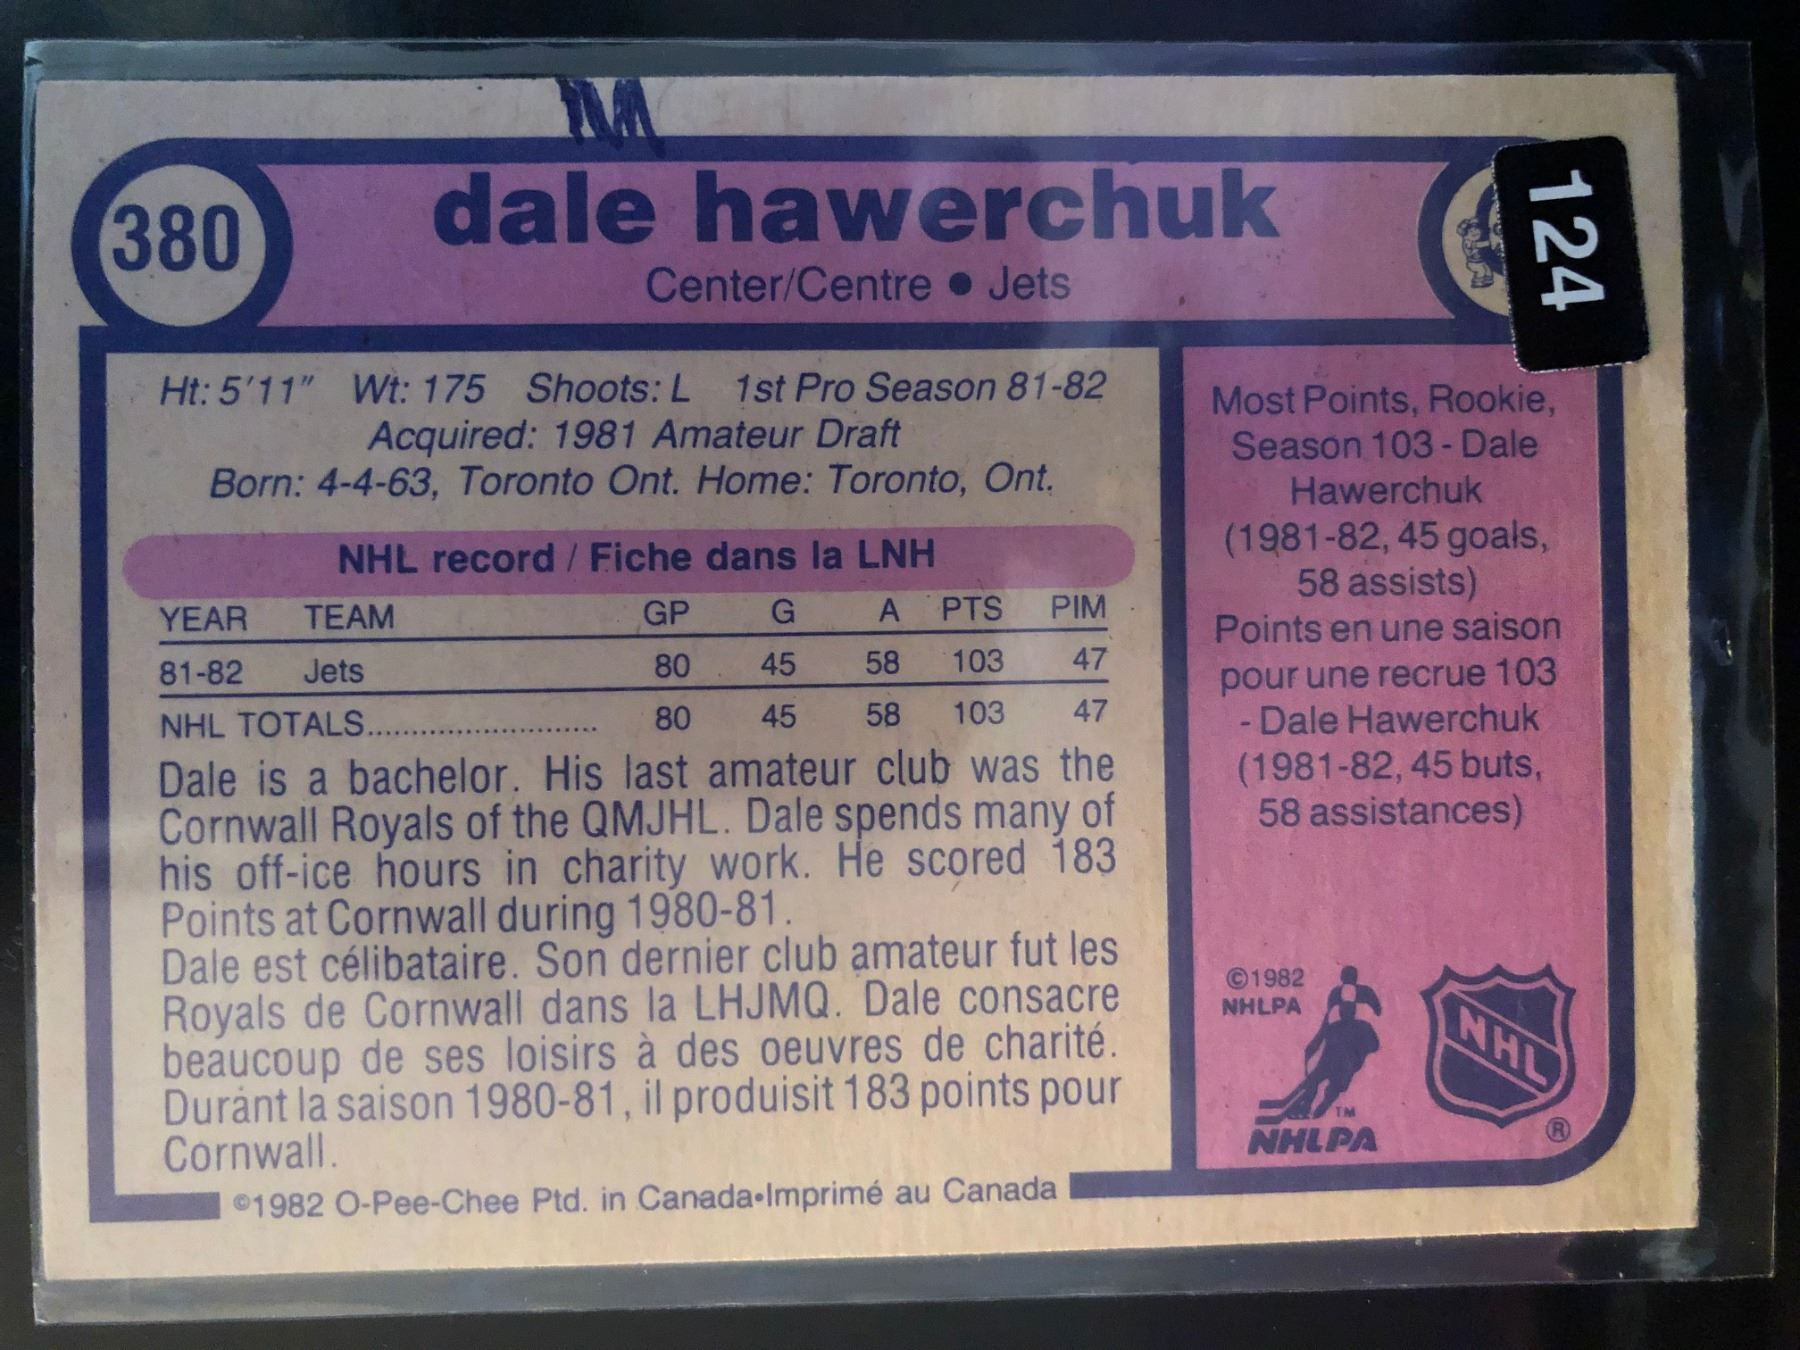 124
380
dale hawerchuk
Center/Centre ● Jets
Ht: 5'11" Wt: 175 Shoots: L 1st Pro Season 81-82
Acquired: 1981 Amateur Draft
Born: 4-4-63, Toronto Ont. Home: Toronto, Ont.
NHL record / Fiche dans la LNH
YEAR TEAM GP G A PTS PIM
81-82 Jets 80 45 58 103 47
NHL TOTALS.......................... 80 45 58 103 47
Dale is a bachelor. His last amateur club was the
Cornwall Royals of the QMJHL. Dale spends many of
his off-ice hours in charity work. He scored 183
Points at Cornwall during 1980-81.
Dale est célibataire. Son dernier club amateur fut les
Royals de Cornwall dans la LHJMQ. Dale consacre
beaucoup de ses loisirs à des oeuvres de charité.
Durant la saison 1980-81, il produisit 183 points pour
Cornwall.
©1982 O-Pee-Chee Ptd. in Canada•Imprimé au Canada
Most Points, Rookie,
Season 103 - Dale
Hawerchuk
(1981-82, 45 goals,
58 assists)
Points en une saison
pour une recrue 103
- Dale Hawerchuk
(1981-82, 45 buts,
58 assistances)
©1982
NHLPA
TM
NHLPA
NHL
®